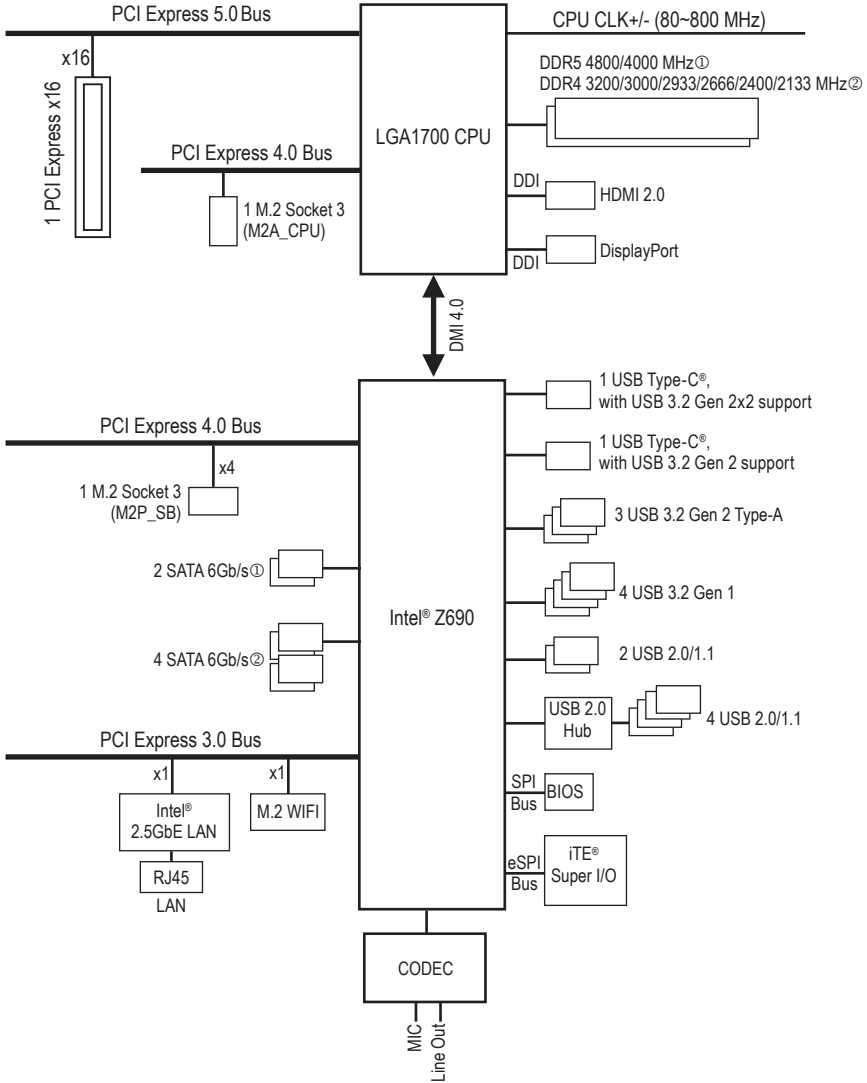 PCI Express 5.0 Bus
CPU CLK+/- (80~800 MHz)
x16
1 PCI Express x16
DDR5 4800/4000 MHz①
DDR4 3200/3000/2933/2666/2400/2133 MHz②
LGA1700 CPU
PCI Express 4.0 Bus
1 M.2 Socket 3
(M2A_CPU)
DDI
HDMI 2.0
DDI
DisplayPort
DMI 4.0
1 USB Type-C®,
with USB 3.2 Gen 2x2 support
PCI Express 4.0 Bus
x4
1 M.2 Socket 3
(M2P_SB)
1 USB Type-C®,
with USB 3.2 Gen 2 support
3 USB 3.2 Gen 2 Type-A
2 SATA 6Gb/s①
4 USB 3.2 Gen 1
Intel® Z690
4 SATA 6Gb/s②
2 USB 2.0/1.1
USB 2.0
Hub
4 USB 2.0/1.1
PCI Express 3.0 Bus
x1
x1
Intel®
2.5GbE LAN
M.2 WIFI
RJ45
LAN
SPI
Bus
BIOS
eSPI
Bus
iTE®
Super I/O
CODEC
MIC
Line Out